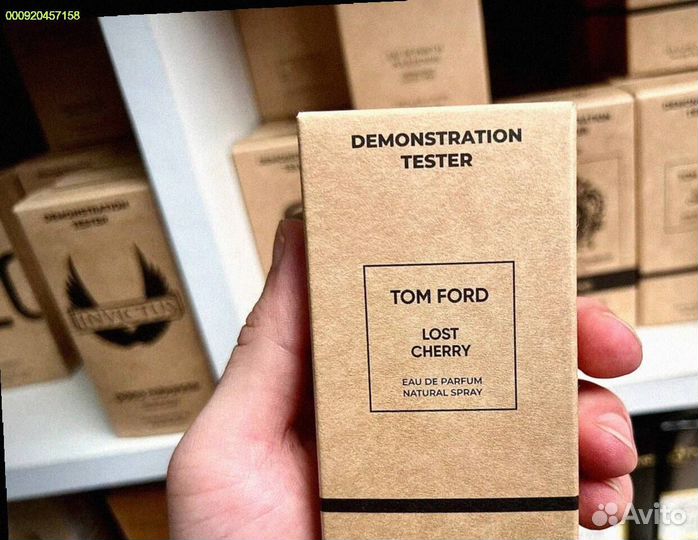 000920457158
DEMONSTRATION
TESTER
TOM FORD
LOST
CHERRY
EAU DE PARFUM
NATURAL SPRAY
DEMONSTRATION
TESTER
INVICTUS
Avito